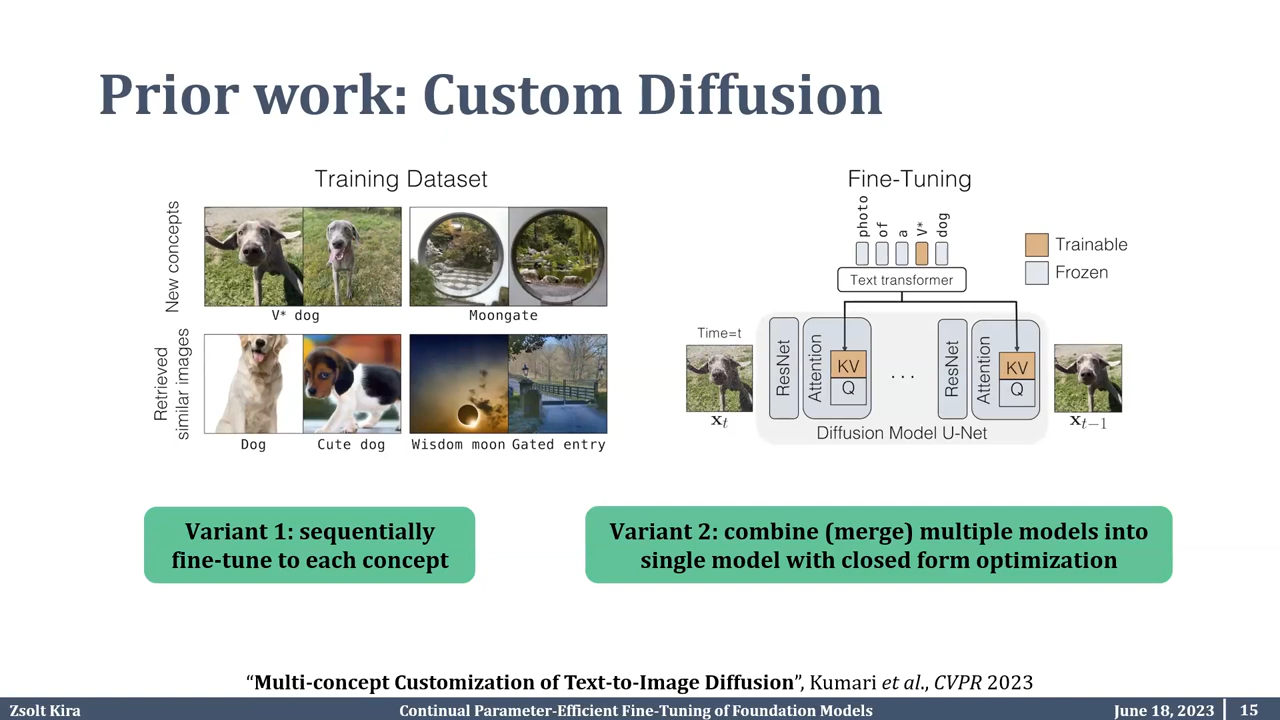 Prior work: Custom Diffusion
Training Dataset
New concepts
V* dog
Moongate
Retrieved
similar images
Dog
Cute dog
Wisdom moon
Gated entry
Fine-Tuning
photo
of
a
V*
dog
Text transformer
Trainable
Frozen
Time=t
ResNet
Attention
KV
Q
. . .
ResNet
Attention
KV
Q
Diffusion Model U-Net
xt
xt−1
Variant 1: sequentially
fine-tune to each concept
Variant 2: combine (merge) multiple models into
single model with closed form optimization
“Multi-concept Customization of Text-to-Image Diffusion”, Kumari et al., CVPR 2023
Zsolt Kira
Continual Parameter-Efficient Fine-Tuning of Foundation Models
June 18, 2023
15